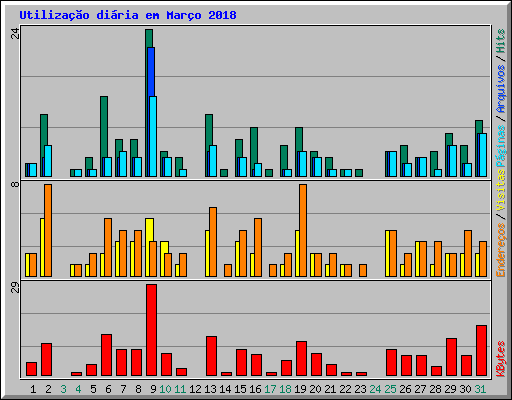 Utilização diária em Março 2018
24
8
29
Hits / Arquivos / Páginas
Visitas / Endereços
KBytes
1 2 3 4 5 6 7 8 9 10 11 12 13 14 15 16 17 18 19 20 21 22 23 24 25 26 27 28 29 30 31